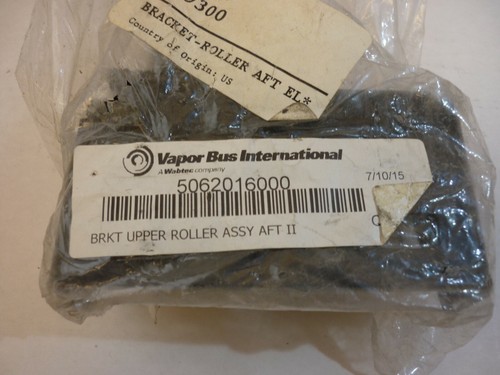 D300
BRACKET-ROLLER AFT EL*
Country of Origin: US
Vapor Bus International
A Wabtec company
5062016000
7/10/15
BRKT UPPER ROLLER ASSY AFT II
C